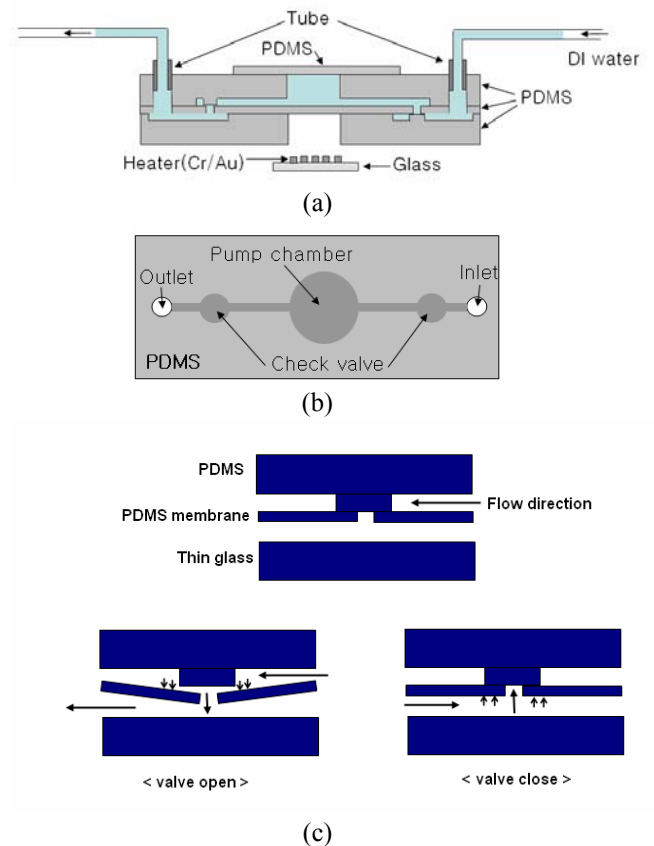 Tube
PDMS
DI water
PDMS
Heater(Cr/Au)
Glass
(a)
Pump chamber
Outlet
Inlet
Check valve
PDMS
(b)
PDMS
Flow direction
PDMS membrane
Thin glass
< valve open >
< valve close >
(c)